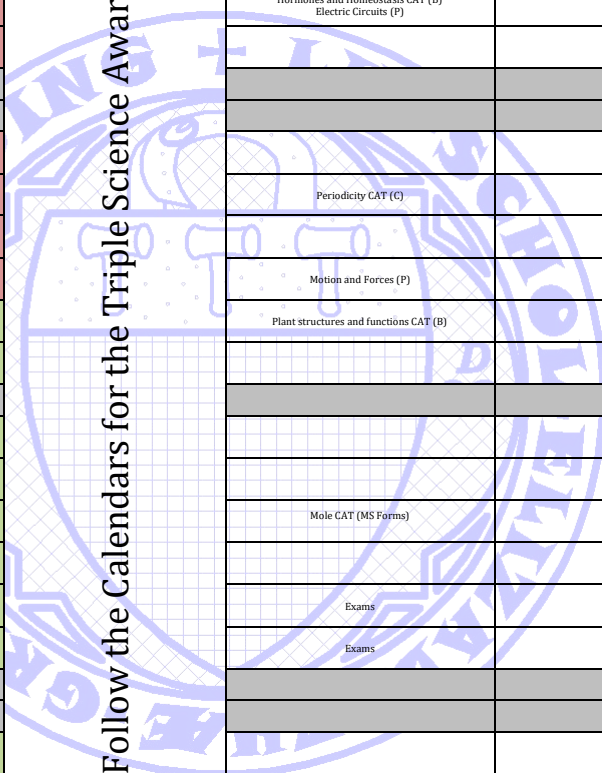 Hormones and Homeostasis CAT (B)
Electric Circuits (P)
Periodicity CAT (C)
Motion and Forces (P)
Plant structures and functions CAT (B)
Mole CAT (MS Forms)
Exams
Exams
Follow the Calendars for the Triple Science Awar